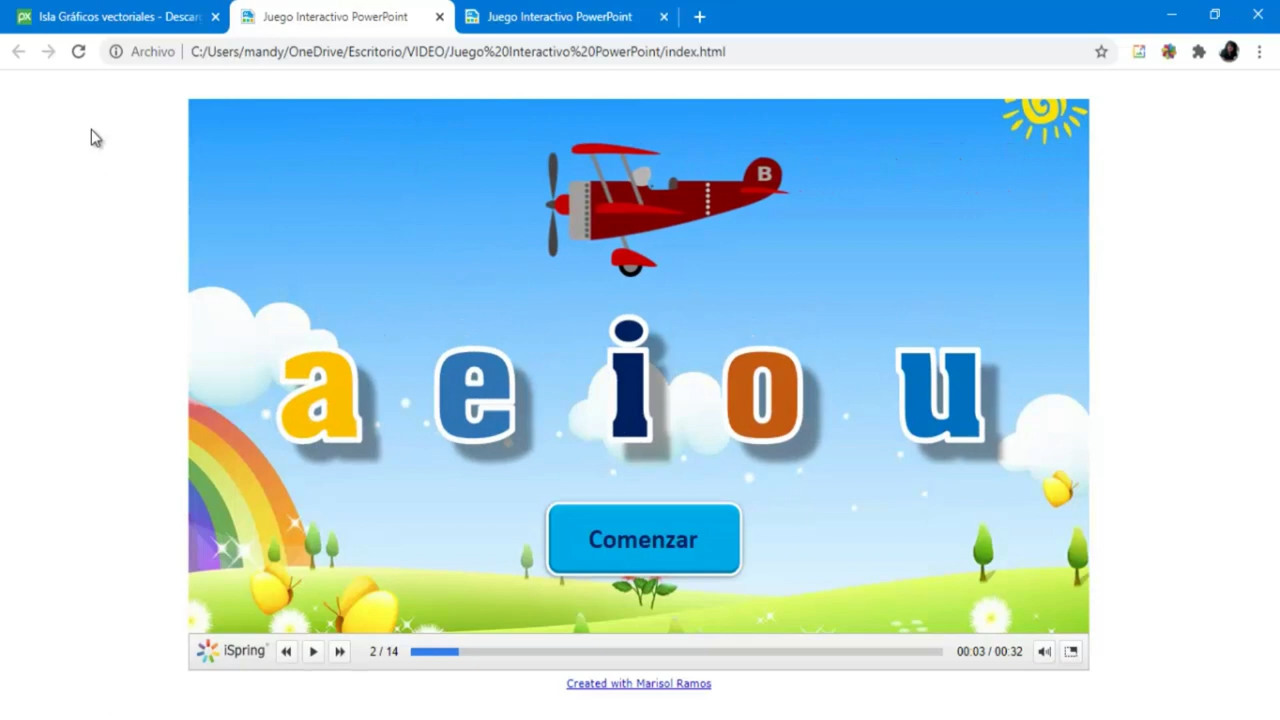 Isla Gráficos vectoriales - Descar
Juego Interactivo PowerPoint
Juego Interactivo PowerPoint
Archivo
C:/Users/mandy/OneDrive/Escritorio/VIDEO/Juego%20Interactivo%20PowerPoint/index.html
B
a e i o u
Comenzar
iSpring
2 / 14
00:03 / 00:32
Created with Marisol Ramos